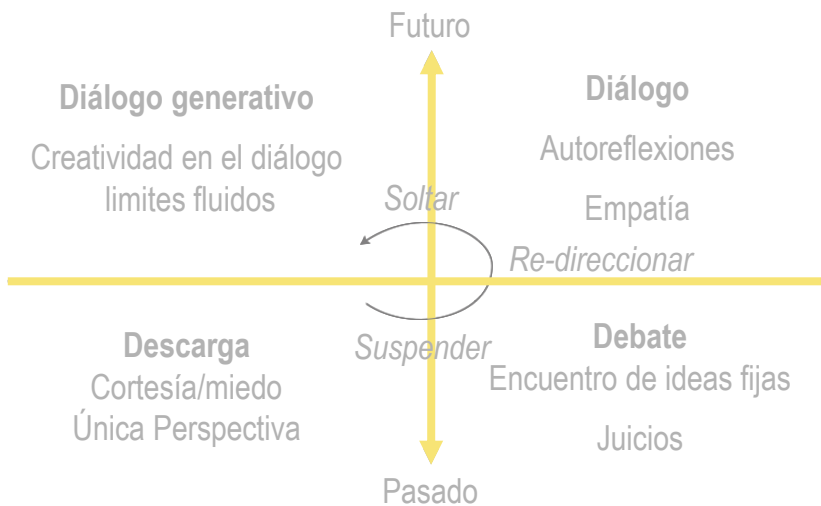 Futuro
Diálogo generativo
Creatividad en el diálogo
limites fluidos
Diálogo
Autoreflexiones
Empatía
Soltar
Re-direccionar
Suspender
Descarga
Cortesía/miedo
Única Perspectiva
Debate
Encuentro de ideas fijas
Juicios
Pasado